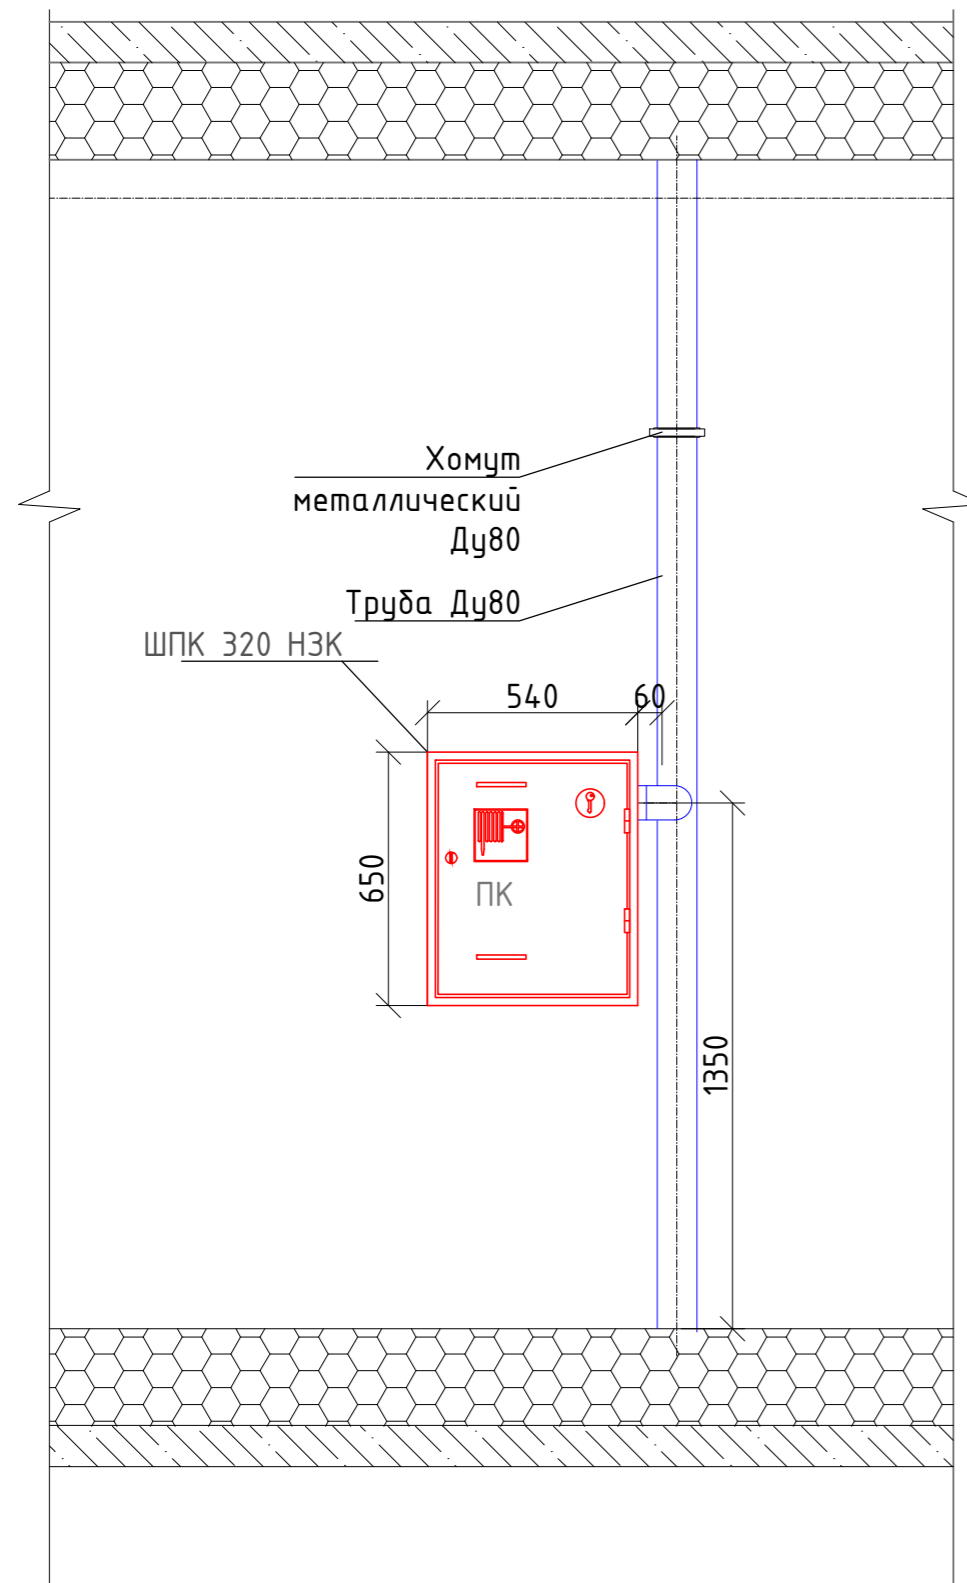 Хомут
металлический
Ду80
Труба Ду80
ШПК 320 НЗК
540
60
650
ПК
1350